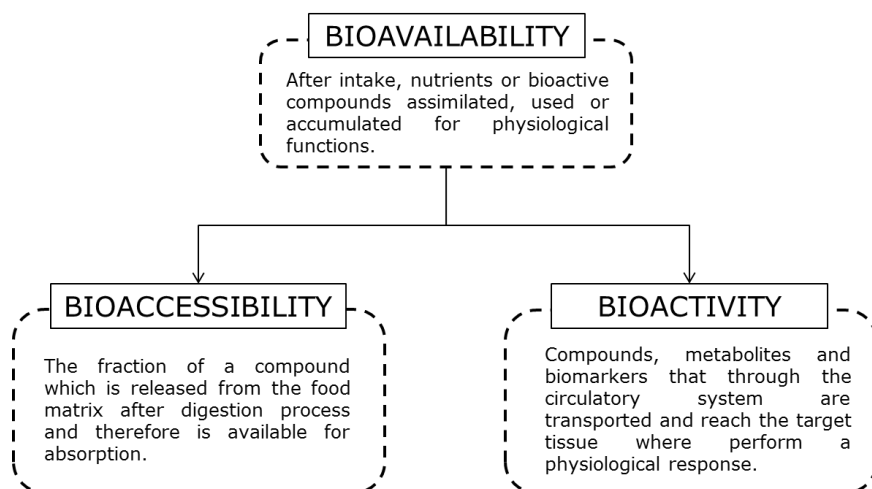 BIOAVAILABILITY
After intake, nutrients or bioactive
compounds assimilated, used or
accumulated for physiological
functions.
BIOACCESSIBILITY
The fraction of a compound
which is released from the food
matrix after digestion process
and therefore is available for
absorption.
BIOACTIVITY
Compounds, metabolites and
biomarkers that through the
circulatory system are
transported and reach the target
tissue where perform a
physiological response.